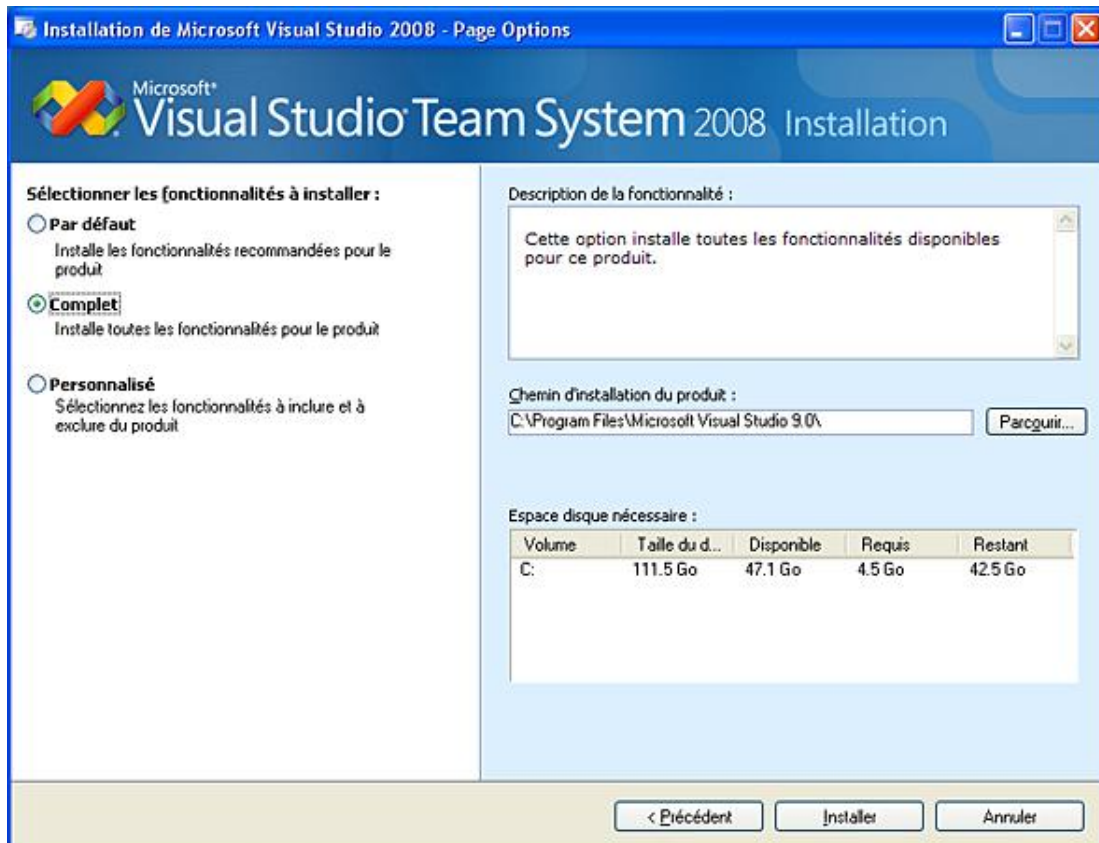 Installation de Microsoft Visual Studio 2008 - Page Options
Microsoft®
Visual Studio Team System 2008 Installation
Sélectionner les fonctionnalités à installer :
Par défaut
Installe les fonctionnalités recommandées pour le
produit
Complet
Installe toutes les fonctionnalités pour le produit
Personnalisé
Sélectionnez les fonctionnalités à inclure et à
exclure du produit
Description de la fonctionnalité :
Cette option installe toutes les fonctionnalités disponibles
pour ce produit.
Chemin d'installation du produit :
C:\Program Files\Microsoft Visual Studio 9.0\
Parcourir...
Espace disque nécessaire :
Volume Taille du d... Disponible Requis Restant
C: 111.5 Go 47.1 Go 4.5 Go 42.5 Go
< Précédent Installer Annuler